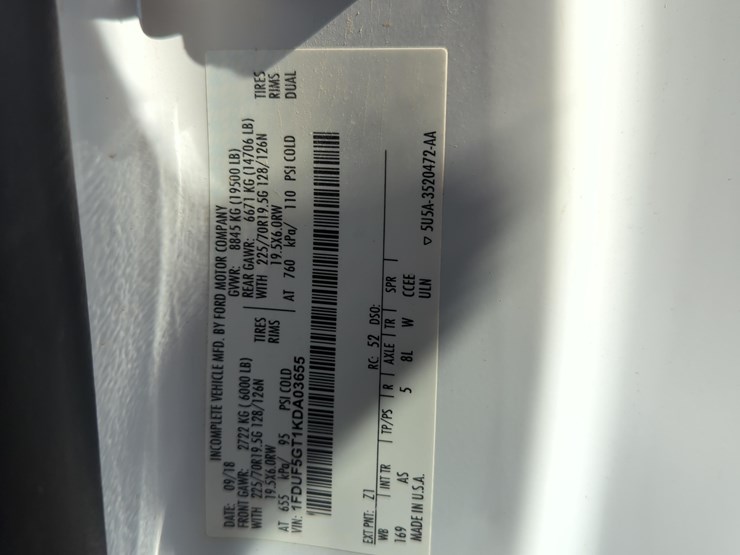 INCOMPLETE VEHICLE MFD. BY FORD MOTOR COMPANY
DATE: 09/18 GVWR: 8845 KG (19500 LB)
FRONT GAWR: 2722 KG ( 6000 LB) REAR GAWR: 6671 KG (14706 LB)
WITH 225/70R19.5G 128/126N TIRES WITH 225/70R19.5G 128/126N TIRES
19.5X6.0RW RIMS 19.5X6.0RW RIMS
AT 655 kPa/ 95 PSI COLD AT 760 kPa/ 110 PSI COLD DUAL
VIN: 1FDUF5GT1KDA03655
EXT PNT: Z1 RC: 52 DSO:
WB INT TR TP/PS R AXLE TR SPR
169 AS 5 8L W CCEE
MADE IN U.S.A. ULN ▽ 5U5A-3520472-AA